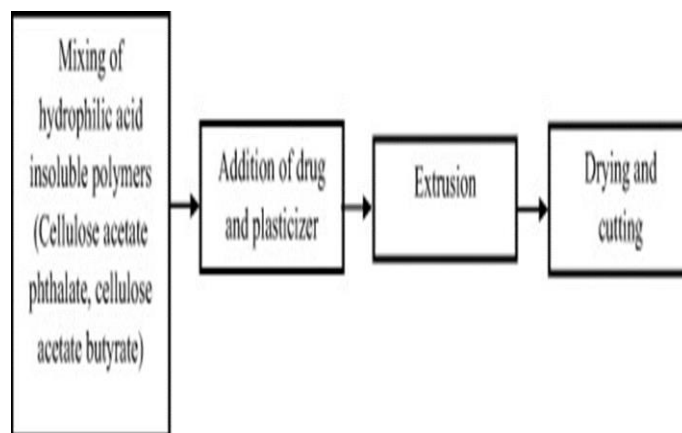 Mixing of
hydrophilic acid
insoluble polymers
(Cellulose acetate
phthalate, cellulose
acetate butyrate)
Addition of drug
and plasticizer
Extrusion
Drying and
cutting